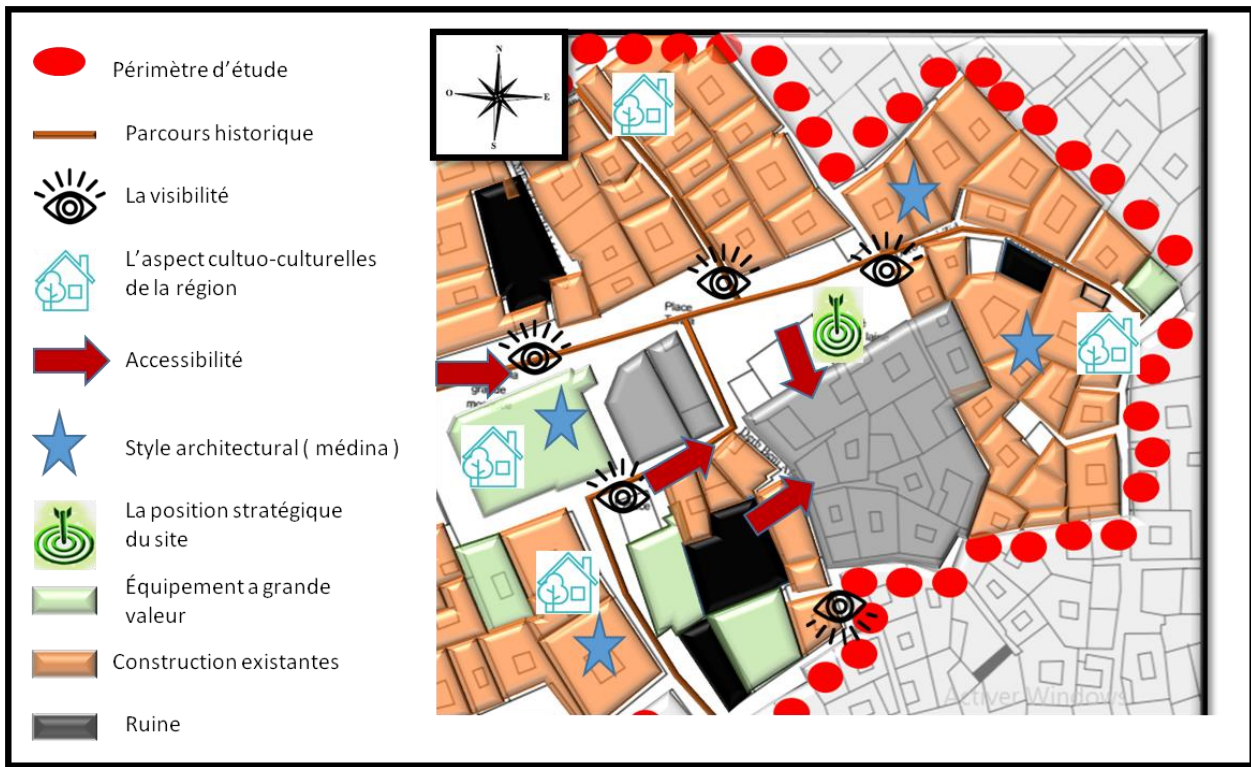 Périmètre d'étude
Parcours historique
La visibilité
L'aspect cultuo-culturelles
de la région
Accessibilité
Style architectural ( médina )
La position stratégique
du site
Équipement a grande
valeur
Construction existantes
Ruine
N
O
E
S
Place
grande
Activer Windows